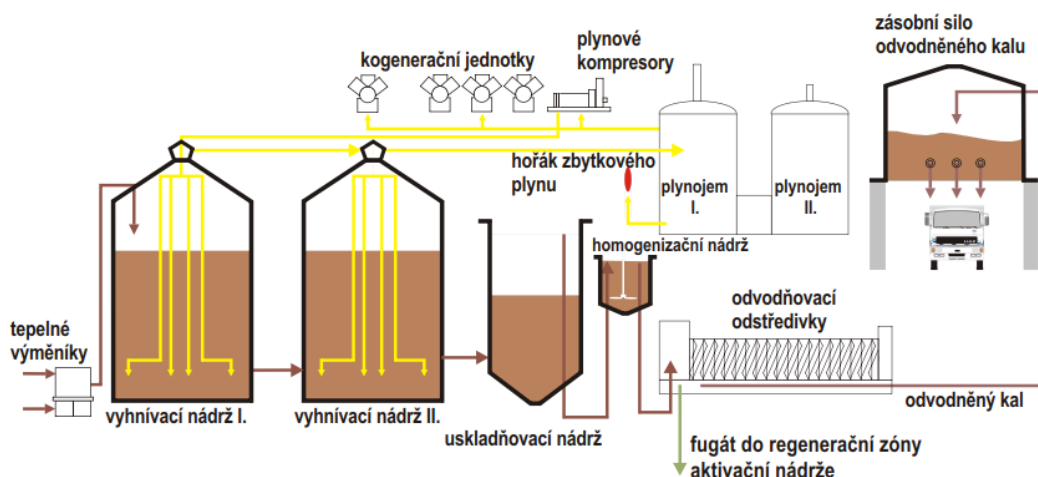 zásobní silo
odvodněného kalu
plynové
kompresory
kogenerační jednotky
hořák zbytkového
plynu
plynojem
I.
plynojem
II.
homogenizační nádrž
odvodňovací
odstředivky
tepelné
výměníky
vyhnívací nádrž I.
vyhnívací nádrž II.
uskladňovací nádrž
odvodněný kal
fugát do regenerační zóny
aktivační nádrže